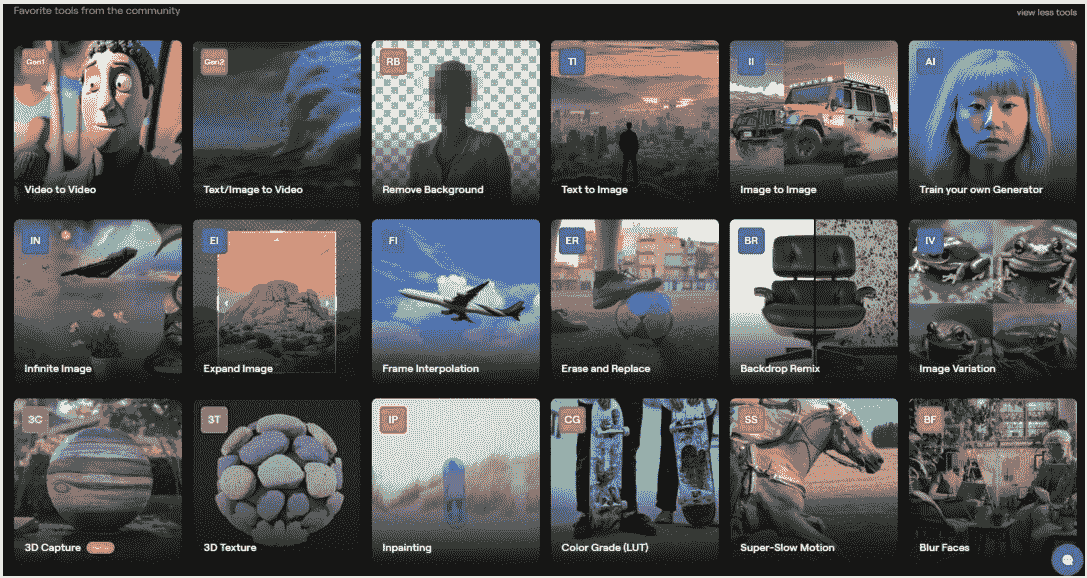 Favorite tools from the community
view less tools
Gen1
Video to Video
Gen2
Text/Image to Video
RB
Remove Background
TI
Text to Image
II
Image to Image
AI
Train your own Generator
IN
Infinite Image
EI
Expand Image
FI
Frame Interpolation
ER
Erase and Replace
BR
Backdrop Remix
IV
Image Variation
3C
3D Capture
3T
3D Texture
IP
Inpainting
CG
Color Grade (LUT)
SS
Super-Slow Motion
BF
Blur Faces